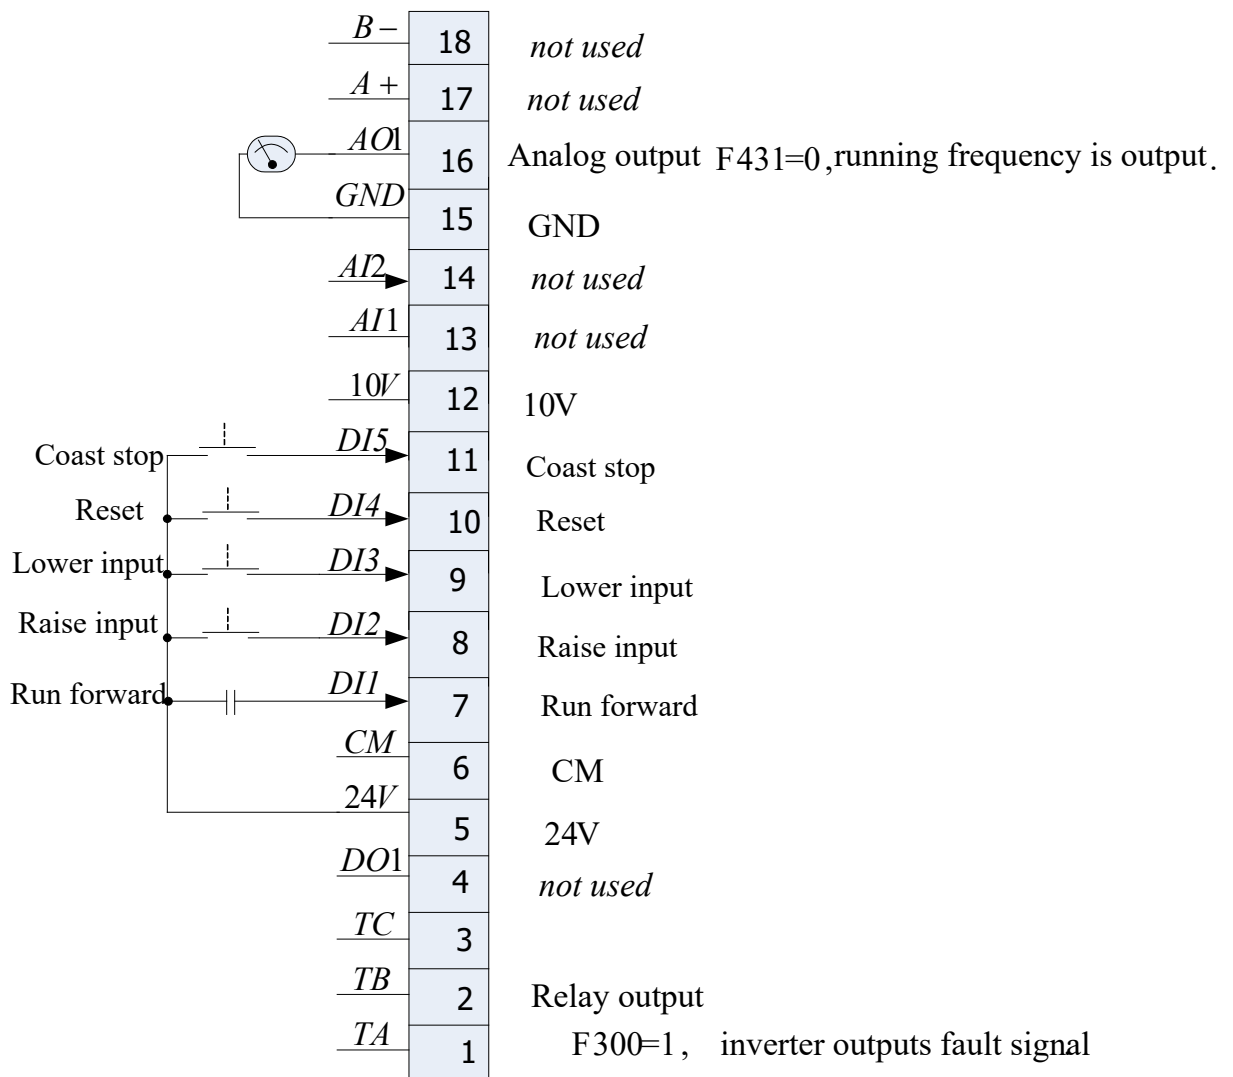 B – 18 not used
A + 17 not used
AO1 16 Analog output F431=0,running frequency is output.
GND 15 GND
AI2 14 not used
AI1 13 not used
10V 12 10V
Coast stop DI5 11 Coast stop
Reset DI4 10 Reset
Lower input DI3 9 Lower input
Raise input DI2 8 Raise input
Run forward DI1 7 Run forward
CM 6 CM
24V 5 24V
DO1 4 not used
TC 3
TB 2 Relay output
TA 1 F300=1, inverter outputs fault signal